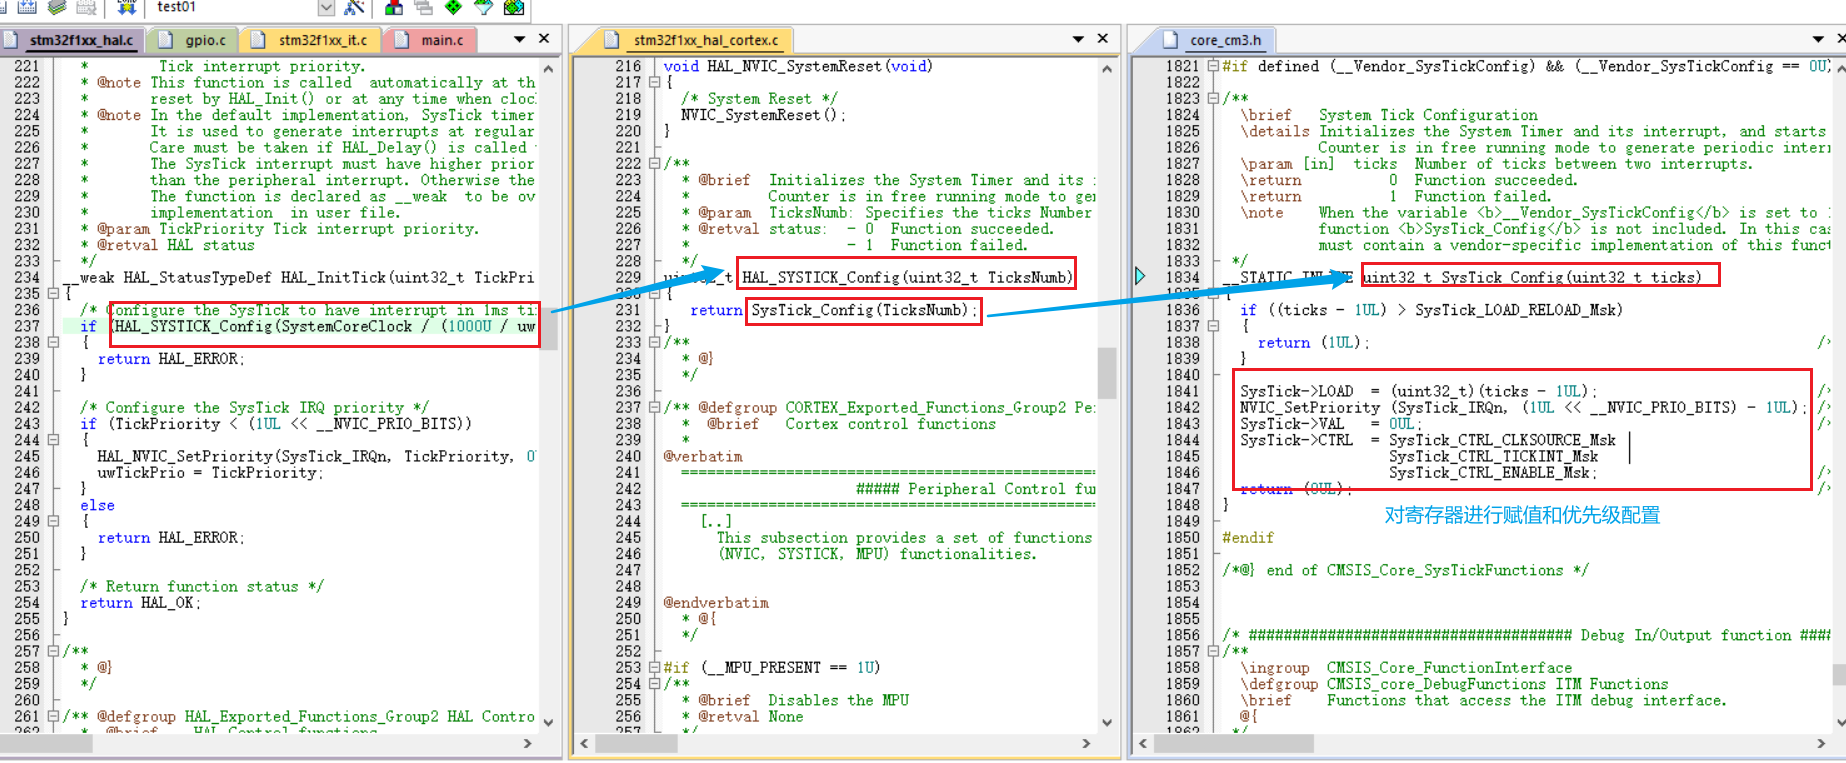 test01
stm32f1xx_hal.c
gpio.c
stm32f1xx_it.c
main.c
221 * Tick interrupt priority.
222 * @note This function is called automatically at th
223 * reset by HAL_Init() or at any time when cloc
224 * @note In the default implementation, SysTick timer
225 * It is used to generate interrupts at regular
226 * Care must be taken if HAL_Delay() is called
227 * The SysTick interrupt must have higher prior
228 * than the peripheral interrupt. Otherwise the
229 * The function is declared as __weak to be ov
230 * implementation in user file.
231 * @param TickPriority Tick interrupt priority.
232 * @retval HAL status
233 */
234 __weak HAL_StatusTypeDef HAL_InitTick(uint32_t TickPri
235 {
236 /* Configure the SysTick to have interrupt in 1ms ti
237 if (HAL_SYSTICK_Config(SystemCoreClock / (1000U / uw
238 {
239 return HAL_ERROR;
240 }
241
242 /* Configure the SysTick IRQ priority */
243 if (TickPriority < (1UL << __NVIC_PRIO_BITS))
244 {
245 HAL_NVIC_SetPriority(SysTick_IRQn, TickPriority, 0
246 uwTickPrio = TickPriority;
247 }
248 else
249 {
250 return HAL_ERROR;
251 }
252
253 /* Return function status */
254 return HAL_OK;
255 }
256
257 /**
258 * @}
259 */
260
261 /** @defgroup HAL_Exported_Functions_Group2 HAL Contro
262 * @brief HAL Control functions
stm32f1xx_hal_cortex.c
216 void HAL_NVIC_SystemReset(void)
217 {
218 /* System Reset */
219 NVIC_SystemReset();
220 }
221
222 /**
223 * @brief Initializes the System Timer and its
224 * Counter is in free running mode to gen
225 * @param TicksNumb: Specifies the ticks Number
226 * @retval status: - 0 Function succeeded.
227 * - 1 Function failed.
228 */
229 uint32_t HAL_SYSTICK_Config(uint32_t TicksNumb)
230 {
231 return SysTick_Config(TicksNumb);
232 }
233 /**
234 * @}
235 */
236
237 /** @defgroup CORTEX_Exported_Functions_Group2 Pe
238 * @brief Cortex control functions
239 *
240 @verbatim
241 ================================================
242 ##### Peripheral Control fu
243 ================================================
244 [..]
245 This subsection provides a set of functions
246 (NVIC, SYSTICK, MPU) functionalities.
247
248
249 @endverbatim
250 * @{
251 */
252
253 #if (__MPU_PRESENT == 1U)
254 /**
255 * @brief Disables the MPU
256 * @retval None
257 */
core_cm3.h
1821 #if defined (__Vendor_SysTickConfig) && (__Vendor_SysTickConfig == 0U)
1822
1823 /**
1824 \brief System Tick Configuration
1825 \details Initializes the System Timer and its interrupt, and starts
1826 Counter is in free running mode to generate periodic inter
1827 \param [in] ticks Number of ticks between two interrupts.
1828 \return 0 Function succeeded.
1829 \return 1 Function failed.
1830 \note When the variable <b>__Vendor_SysTickConfig</b> is set to 1
1831 function <b>SysTick_Config</b> is not included. In this cas
1832 must contain a vendor-specific implementation of this funct
1833 */
1834 __STATIC_INLINE uint32_t SysTick_Config(uint32_t ticks)
1835 {
1836 if ((ticks - 1UL) > SysTick_LOAD_RELOAD_Msk)
1837 {
1838 return (1UL); /*
1839 }
1840
1841 SysTick->LOAD = (uint32_t)(ticks - 1UL); /*
1842 NVIC_SetPriority (SysTick_IRQn, (1UL << __NVIC_PRIO_BITS) - 1UL); /*
1843 SysTick->VAL = 0UL; /*
1844 SysTick->CTRL = SysTick_CTRL_CLKSOURCE_Msk |
1845 SysTick_CTRL_TICKINT_Msk |
1846 SysTick_CTRL_ENABLE_Msk; /*
1847 return (0UL); /*
1848 }
对寄存器进行赋值和优先级配置
1849
1850 #endif
1851
1852 /*@} end of CMSIS_Core_SysTickFunctions */
1853
1854
1855
1856 /* ##################################### Debug In/Output function ####
1857 /**
1858 \ingroup CMSIS_Core_FunctionInterface
1859 \defgroup CMSIS_core_DebugFunctions ITM Functions
1860 \brief Functions that access the ITM debug interface.
1861 @{
1862 */